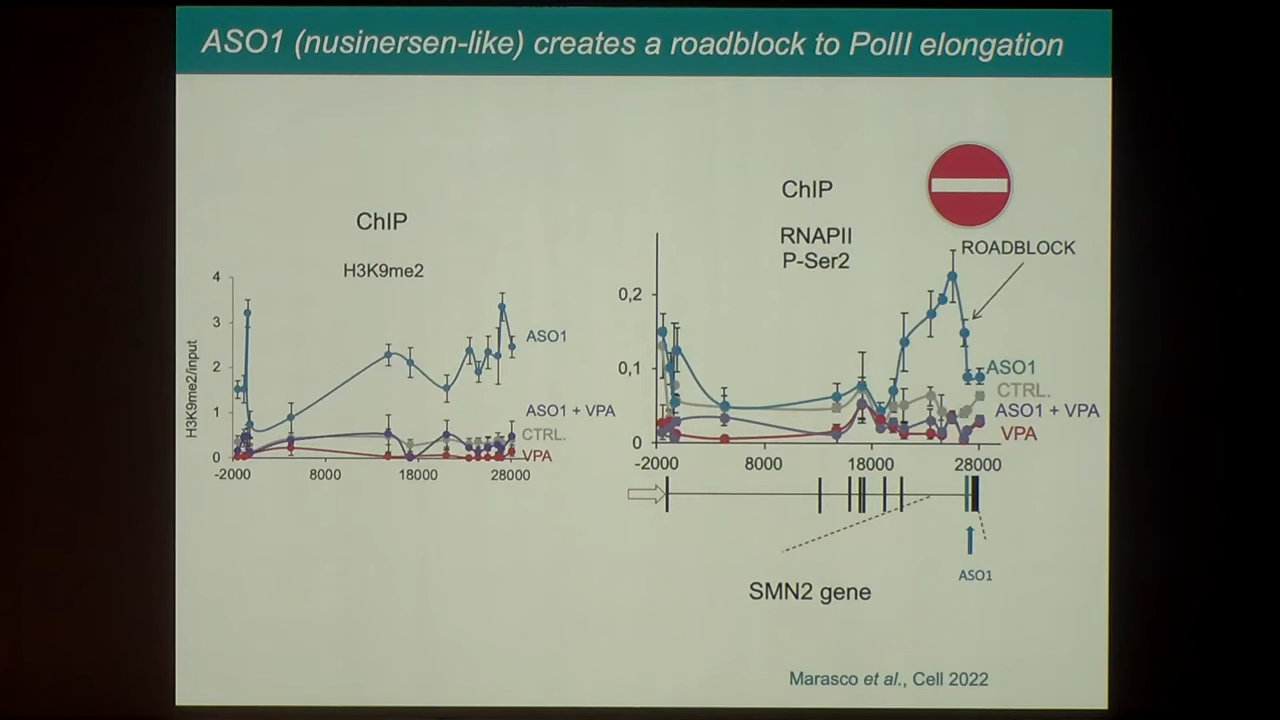 ASO1 (nusinersen-like) creates a roadblock to PolII elongation
ChIP
H3K9me2
H3K9me2/input
4
3
2
1
0
-2000
8000
18000
28000
ASO1
ASO1 + VPA
CTRL.
VPA
ChIP
RNAPII
P-Ser2
ROADBLOCK
0,2
0,1
0
-2000
8000
18000
28000
ASO1
CTRL.
ASO1 + VPA
VPA
ASO1
SMN2 gene
Marasco et al., Cell 2022